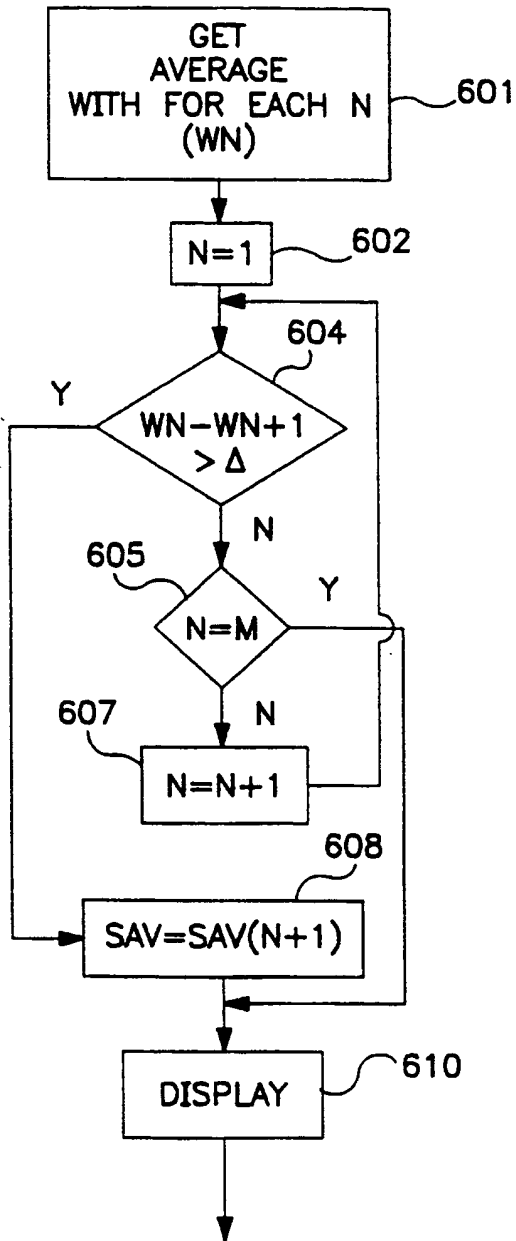 GET
AVERAGE
WITH FOR EACH N
(WN)
601
N=1
602
604
Y
WN-WN+1
> Δ
N
605
Y
N=M
N
607
N=N+1
608
SAV=SAV(N+1)
610
DISPLAY